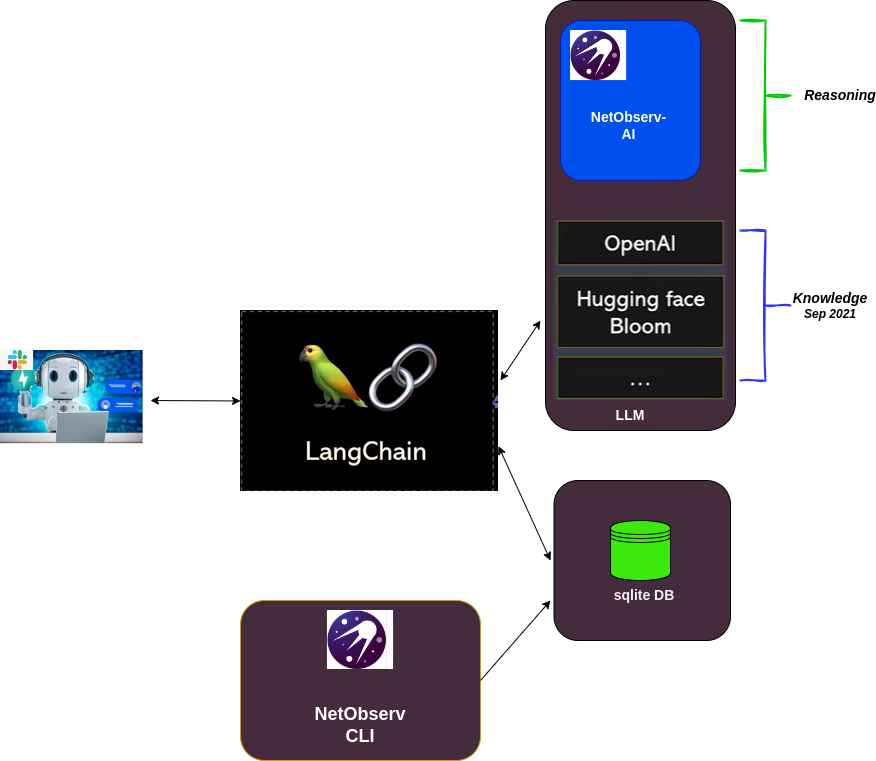 NetObserv-
AI
Reasoning
OpenAI
Hugging face
Bloom
...
LLM
Knowledge
Sep 2021
LangChain
sqlite DB
NetObserv
CLI